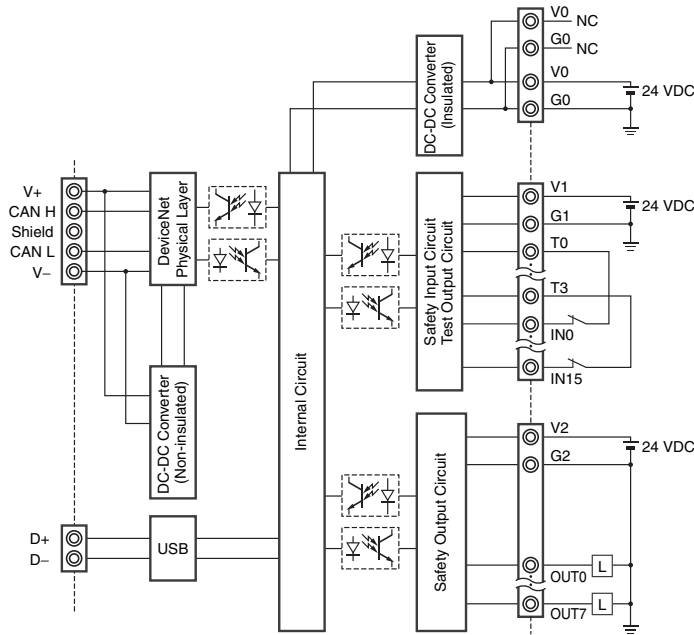 V0
NC
G0
NC
V0
24 VDC
G0
DC-DC Converter
(Insulated)
V+
CAN H
Shield
CAN L
V–
DeviceNet
Physical Layer
DC-DC Converter
(Non-insulated)
D+
D–
USB
Internal Circuit
Safety Input Circuit
Test Output Circuit
V1
24 VDC
G1
T0
T3
IN0
IN15
Safety Output Circuit
V2
24 VDC
G2
OUT0
L
OUT7
L